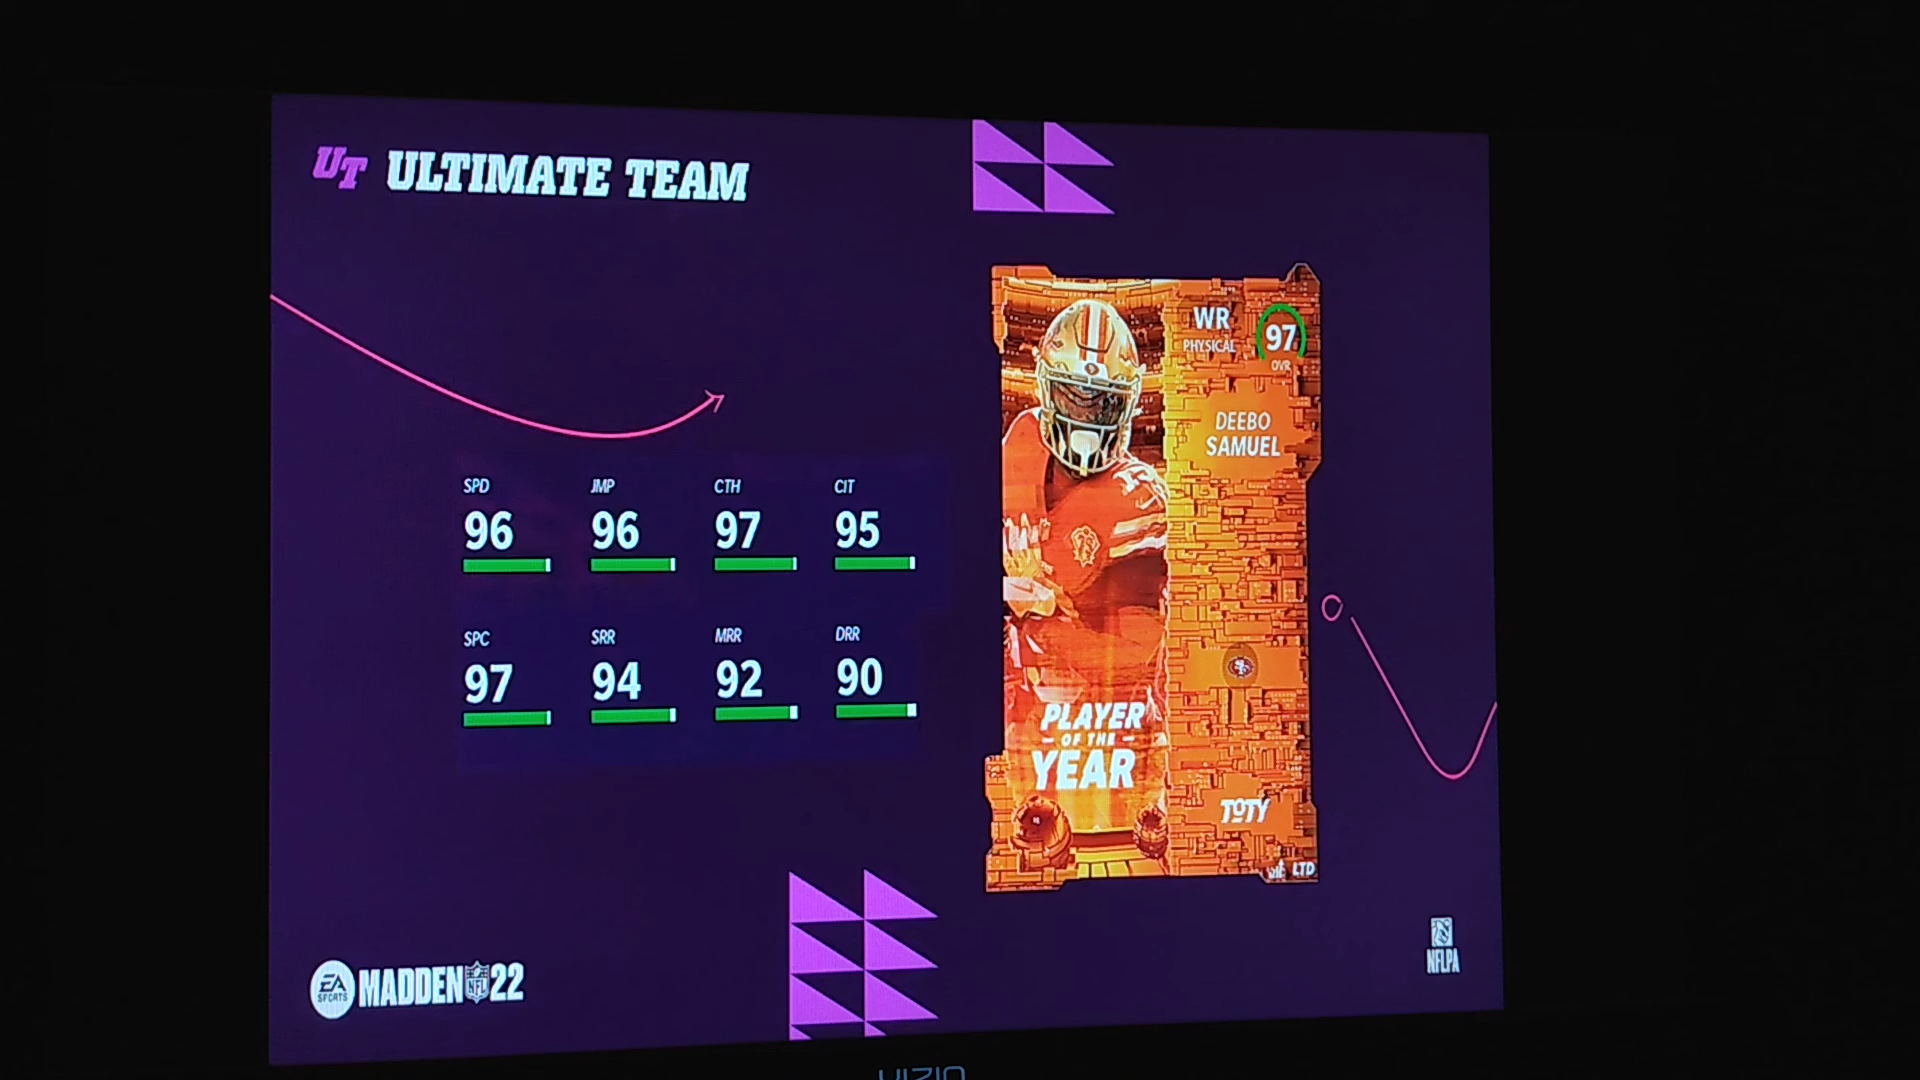 UT ULTIMATE TEAM
WR
PHYSICAL
97
OVR
DEEBO
SAMUEL
SPD JMP CTH CIT
96 96 97 95
SPC SRR MRR DRR
97 94 92 90
PLAYER
- OF THE -
YEAR
TOTY
LTD
EA
SPORTS
MADDEN NFL 22
NFLPA
VIZIO